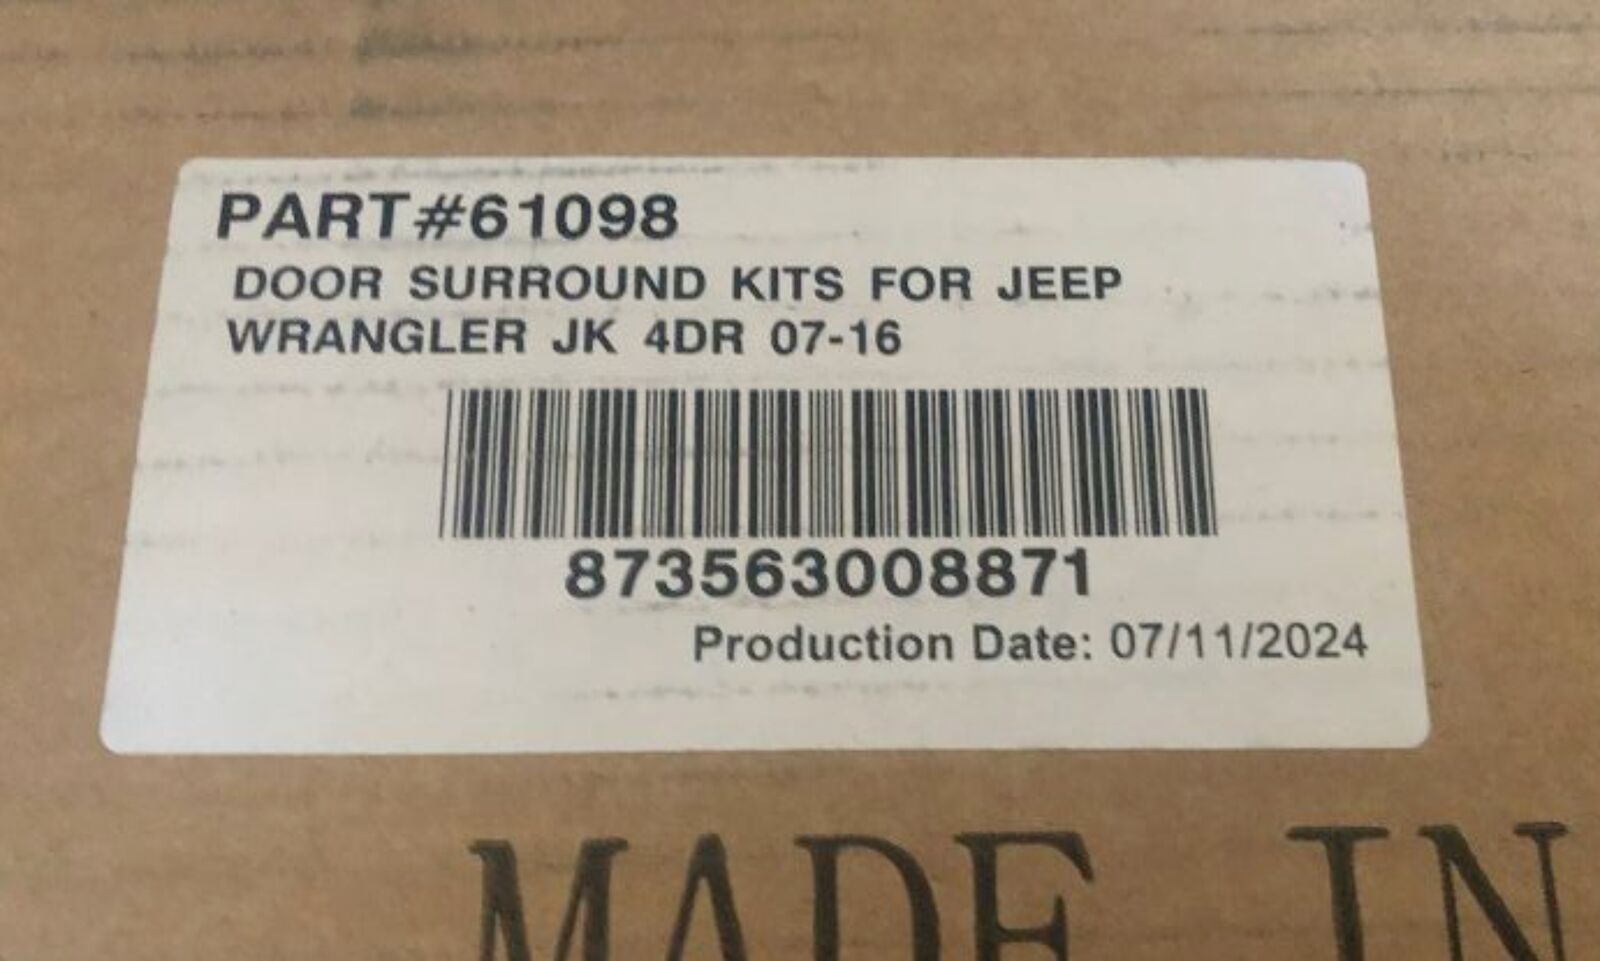 PART#61098
DOOR SURROUND KITS FOR JEEP
WRANGLER JK 4DR 07-16
873563008871
Production Date: 07/11/2024
MADE IN